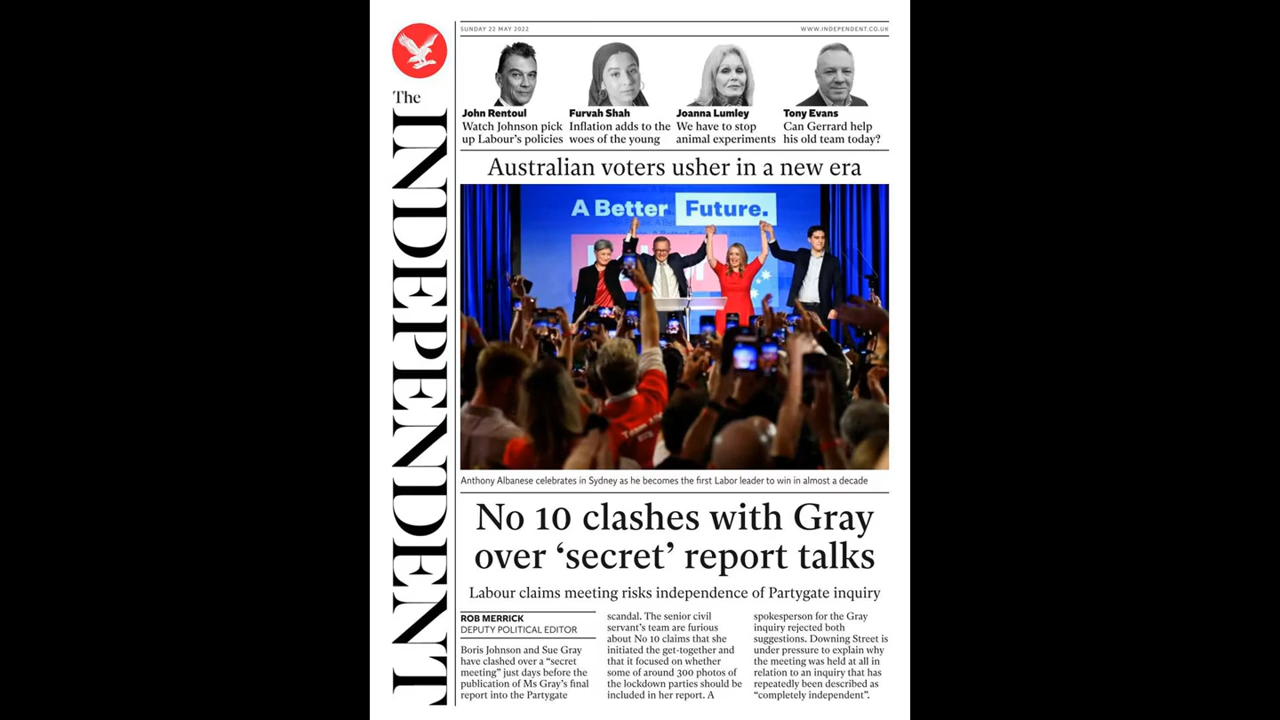 SUNDAY 22 MAY 2022
WWW.INDEPENDENT.CO.UK
The
INDEPENDENT
John Rentoul
Watch Johnson pick
up Labour's policies
Furvah Shah
Inflation adds to the
woes of the young
Joanna Lumley
We have to stop
animal experiments
Tony Evans
Can Gerrard help
his old team today?
Australian voters usher in a new era
A Better Future.
Anthony Albanese celebrates in Sydney as he becomes the first Labor leader to win in almost a decade
No 10 clashes with Gray
over ‘secret’ report talks
Labour claims meeting risks independence of Partygate inquiry
ROB MERRICK
DEPUTY POLITICAL EDITOR
Boris Johnson and Sue Gray
have clashed over a “secret
meeting” just days before the
publication of Ms Gray’s final
report into the Partygate
scandal. The senior civil
servant’s team are furious
about No 10 claims that she
initiated the get-together and
that it focused on whether
some of around 300 photos of
the lockdown parties should be
included in her report. A
spokesperson for the Gray
inquiry rejected both
suggestions. Downing Street is
under pressure to explain why
the meeting was held at all in
relation to an inquiry that has
repeatedly been described as
“completely independent”.